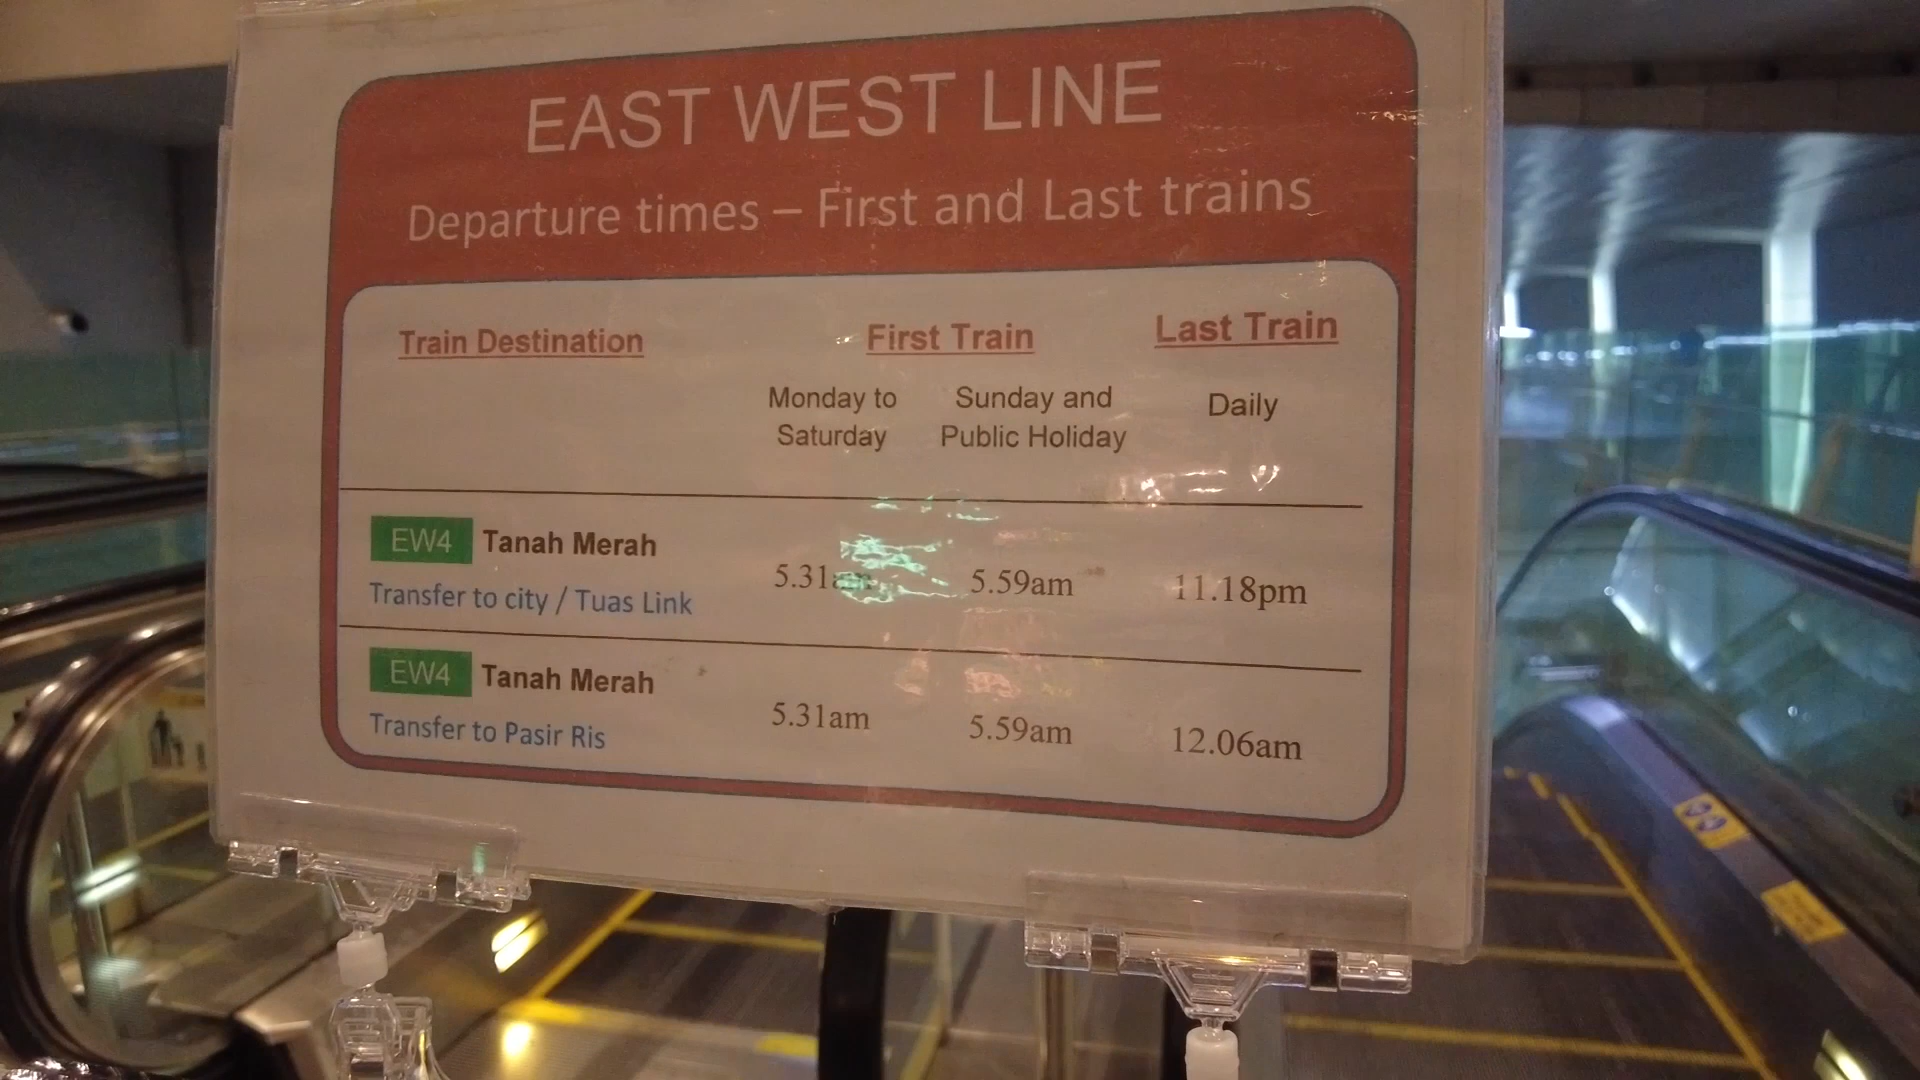 EAST WEST LINE
Departure times – First and Last trains
Train Destination First Train Last Train
Monday to Saturday Sunday and Public Holiday Daily
EW4 Tanah Merah
Transfer to city / Tuas Link 5.31am 5.59am 11.18pm
EW4 Tanah Merah
Transfer to Pasir Ris 5.31am 5.59am 12.06am